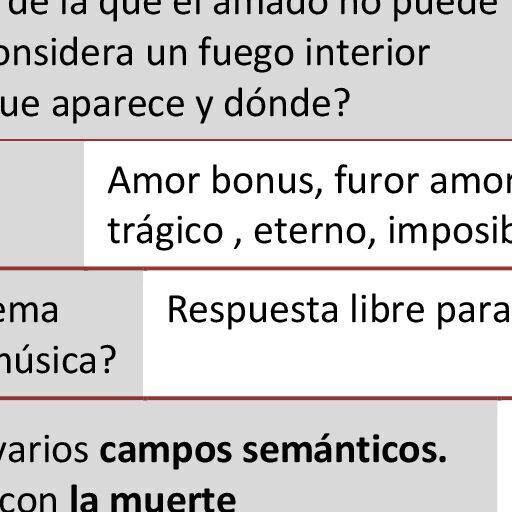 de la que el amado no puede
onsidera un fuego interior
ue aparece y dónde?
Amor bonus, furor amor
trágico , eterno, imposib
ema
Respuesta libre para
música?
varios campos semánticos.
con la muerte